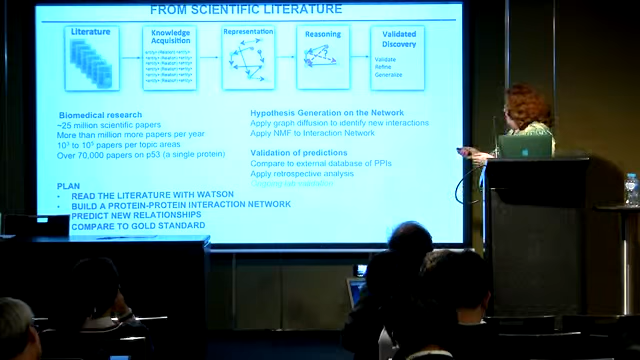 FROM SCIENTIFIC LITERATURE
Literature
Knowledge
Acquisition
Representation
Reasoning
Validated
Discovery
Validate
Refine
Generalize
Biomedical research
~25 million scientific papers
More than million more papers per year
10³ to 10⁵ papers per topic areas
Over 70,000 papers on p53 (a single protein)
Hypothesis Generation on the Network
Apply graph diffusion to identify new interactions
Apply NMF to Interaction Network
Validation of predictions
Compare to external database of PPIs
Apply retrospective analysis
PLAN
• READ THE LITERATURE WITH WATSON
• BUILD A PROTEIN-PROTEIN INTERACTION NETWORK
PREDICT NEW RELATIONSHIPS
COMPARE TO GOLD STANDARD